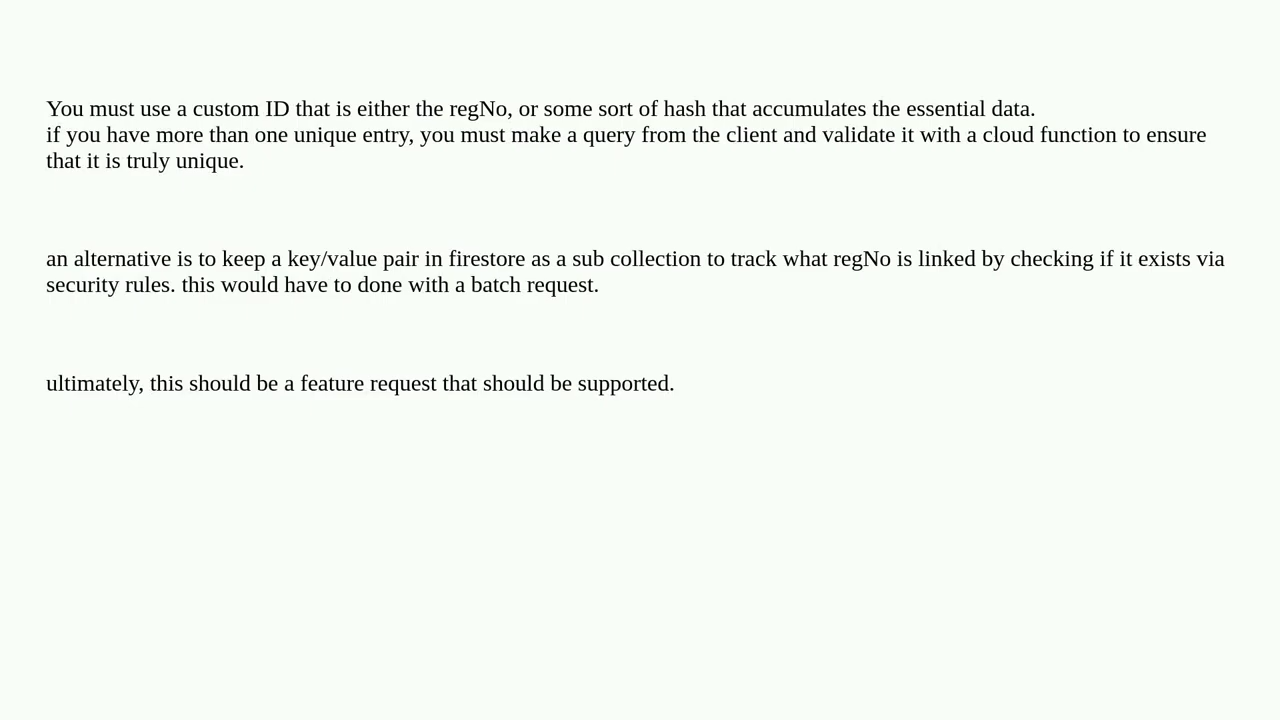 You must use a custom ID that is either the regNo, or some sort of hash that accumulates the essential data.
if you have more than one unique entry, you must make a query from the client and validate it with a cloud function to ensure
that it is truly unique.
an alternative is to keep a key/value pair in firestore as a sub collection to track what regNo is linked by checking if it exists via
security rules. this would have to done with a batch request.
ultimately, this should be a feature request that should be supported.